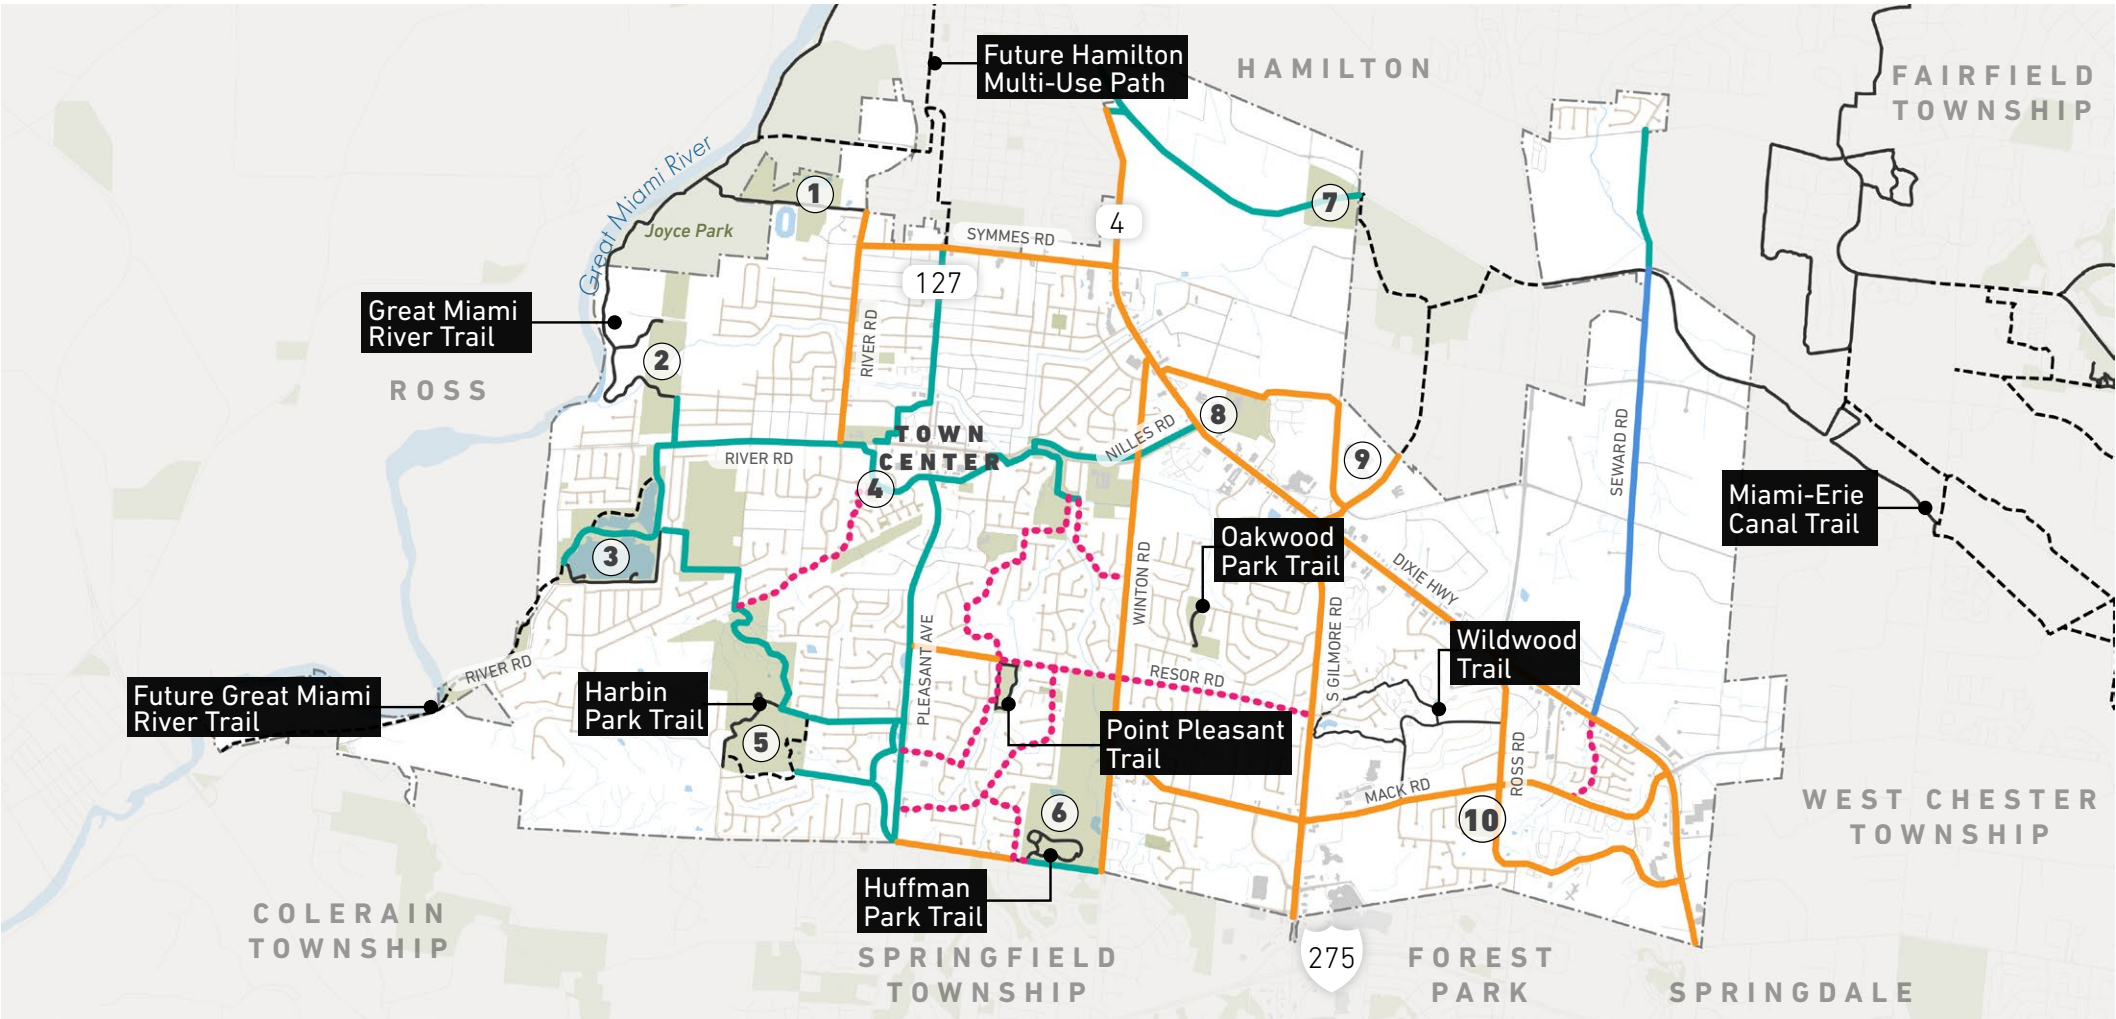 Future Hamilton
Multi-Use Path
HAMILTON
FAIRFIELD
TOWNSHIP
Great Miami River
1
7
Joyce Park
4
SYMMES RD
127
Great Miami
River Trail
RIVER RD
2
ROSS
8
NILLES RD
TOWN
CENTER
SEWARD RD
RIVER RD
9
4
Miami-Erie
Canal Trail
3
Oakwood
Park Trail
WINTON RD
DIXIE HWY
S GILMORE RD
PLEASANT AVE
Wildwood
Trail
RIVER RD
RESOR RD
Future Great Miami
River Trail
Harbin
Park Trail
5
Point Pleasant
Trail
ROSS RD
MACK RD
6
10
WEST CHESTER
TOWNSHIP
Huffman
Park Trail
COLERAIN
TOWNSHIP
SPRINGFIELD
TOWNSHIP
275
FOREST
PARK
SPRINGDALE